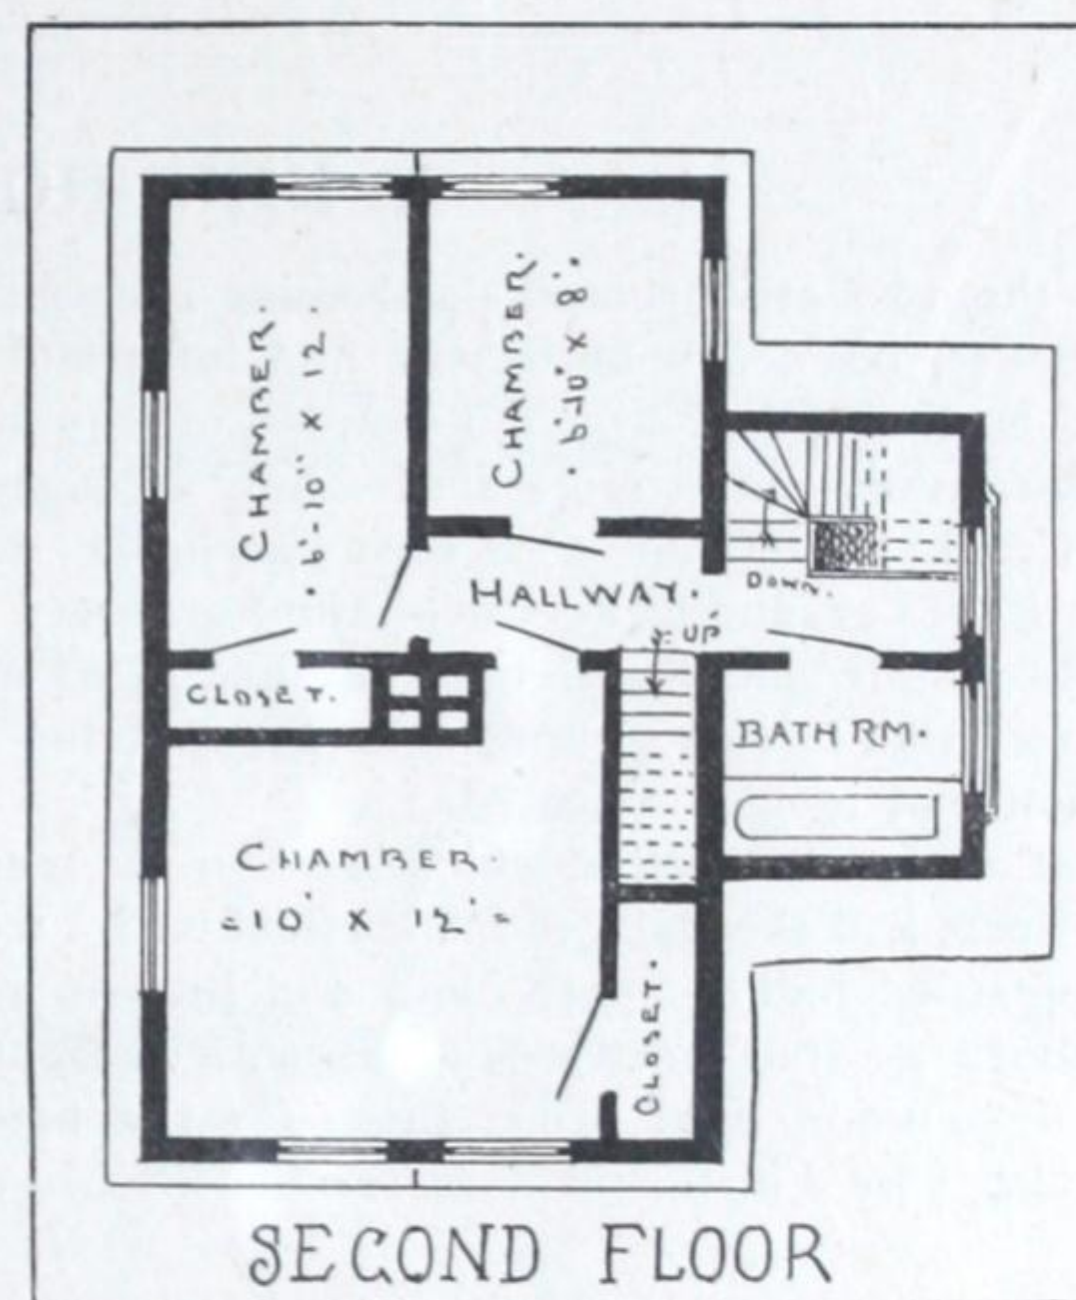 CHAMBER.
6'-10" X 12.
CHAMBER.
6'-10" X 8'.
HALLWAY.
DOWN.
UP.
CLOSET.
BATH RM.
CHAMBER.
=10' X 12'=
CLOSET.
SECOND FLOOR